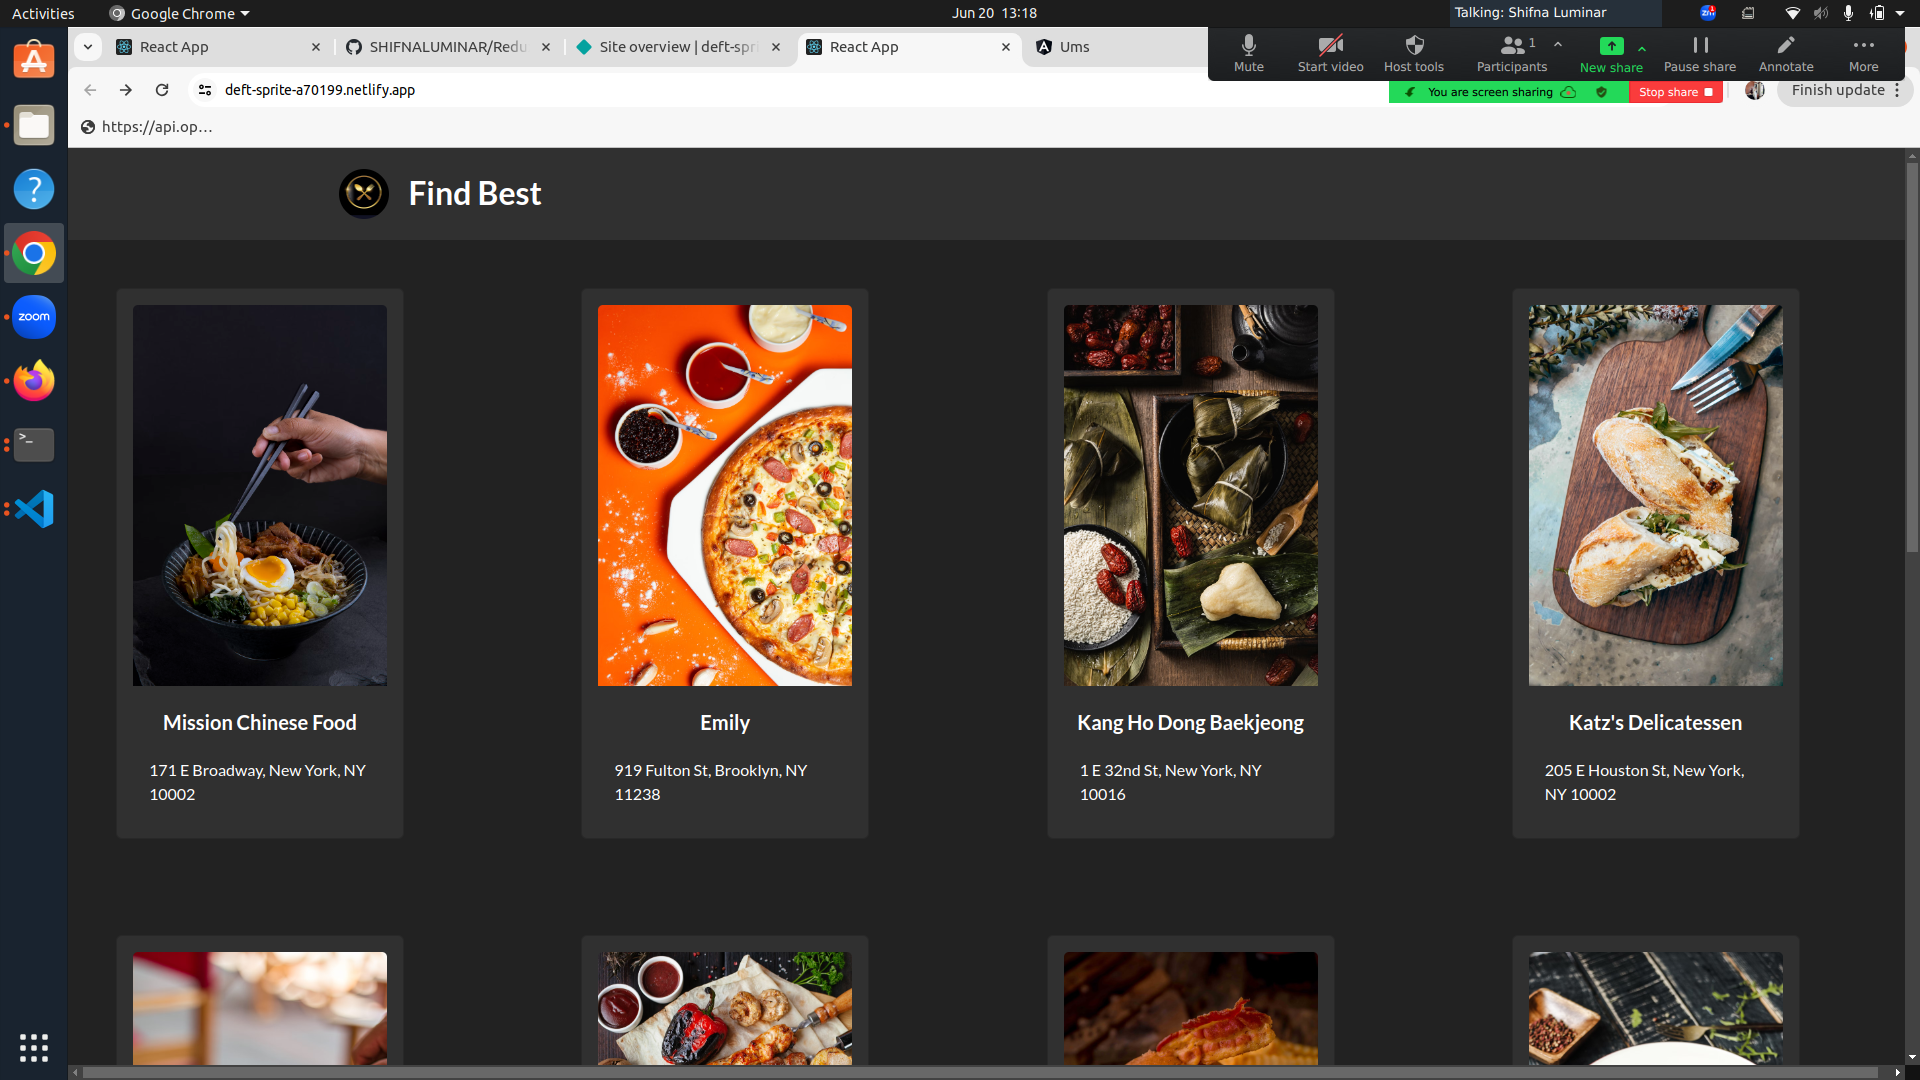 Activities
Google Chrome
Jun 20 13:18
Talking: Shifna Luminar
React App
SHIFNALUMINAR/Redu
Site overview | deft-spri
React App
Ums
Mute
Start video
Host tools
Participants
1
New share
Pause share
Annotate
More
deft-sprite-a70199.netlify.app
You are screen sharing
Stop share
Finish update
https://api.op…
zoom
Find Best
Mission Chinese Food
171 E Broadway, New York, NY
10002
Emily
919 Fulton St, Brooklyn, NY
11238
Kang Ho Dong Baekjeong
1 E 32nd St, New York, NY
10016
Katz's Delicatessen
205 E Houston St, New York,
NY 10002